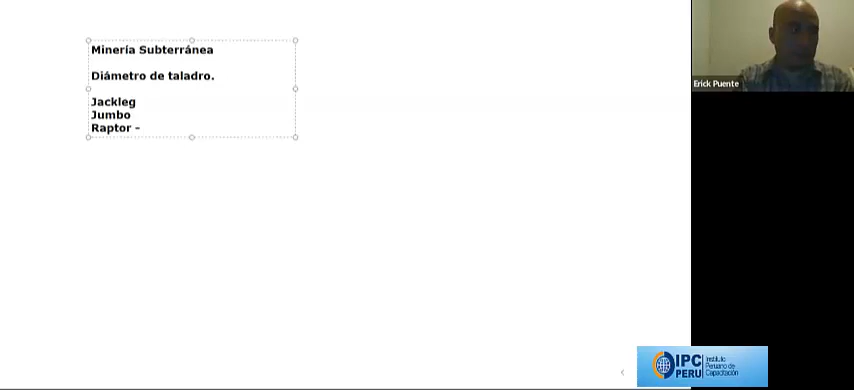 Minería Subterránea
Diámetro de taladro.
Jackleg
Jumbo
Raptor -
Erick Puente
IPC PERU
Instituto
Peruano de
Capacitación